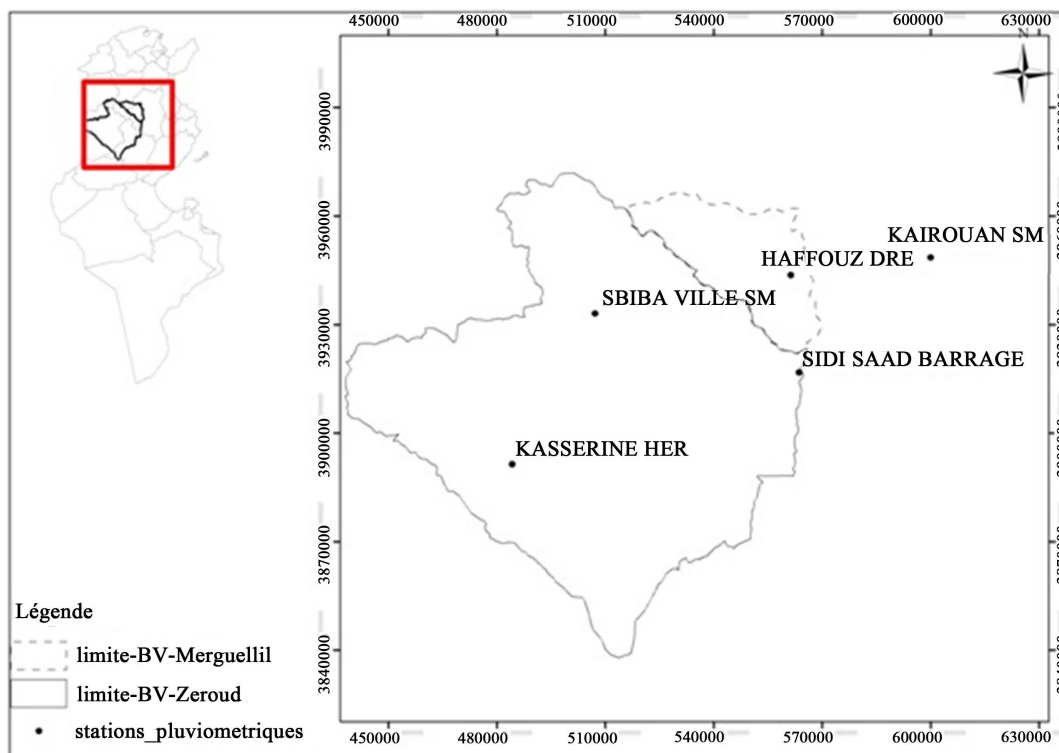 450000 480000 510000 540000 570000 600000 6300000
N
3990000
3960000
3930000
3900000
3870000
3840000
KAIROUAN SM
HAFFOUZ DRE
SBIBA VILLE SM
SIDI SAAD BARRAGE
KASSERINE HER
Légende
limite-BV-Merguellil
limite-BV-Zeroud
stations_pluviometriques
450000 480000 510000 540000 570000 600000 6300000